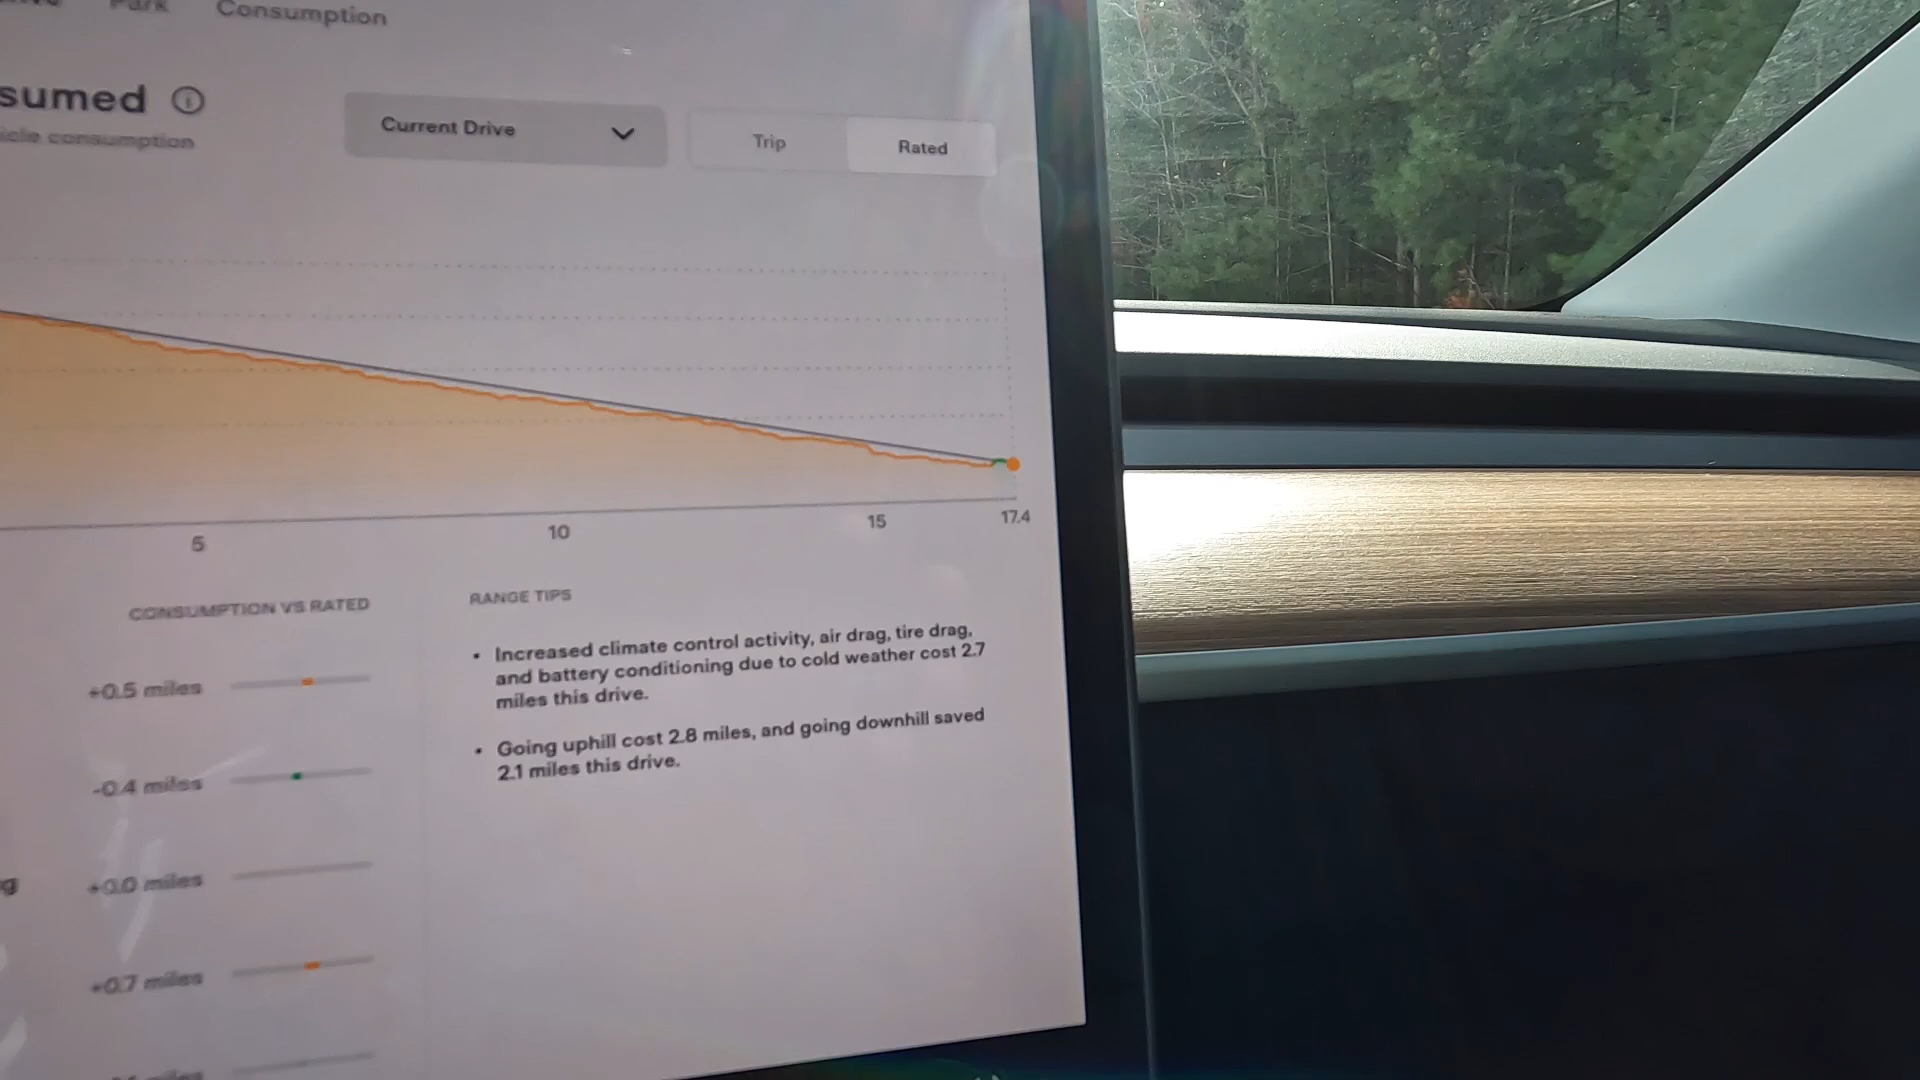 Park Consumption
sumed
icle consumption
Current Drive
Trip
Rated
5
10
15
17.4
CONSUMPTION VS RATED
+0.5 miles
-0.4 miles
g
+0.0 miles
+0.7 miles
miles
RANGE TIPS
• Increased climate control activity, air drag, tire drag,
and battery conditioning due to cold weather cost 2.7
miles this drive.
• Going uphill cost 2.8 miles, and going downhill saved
2.1 miles this drive.